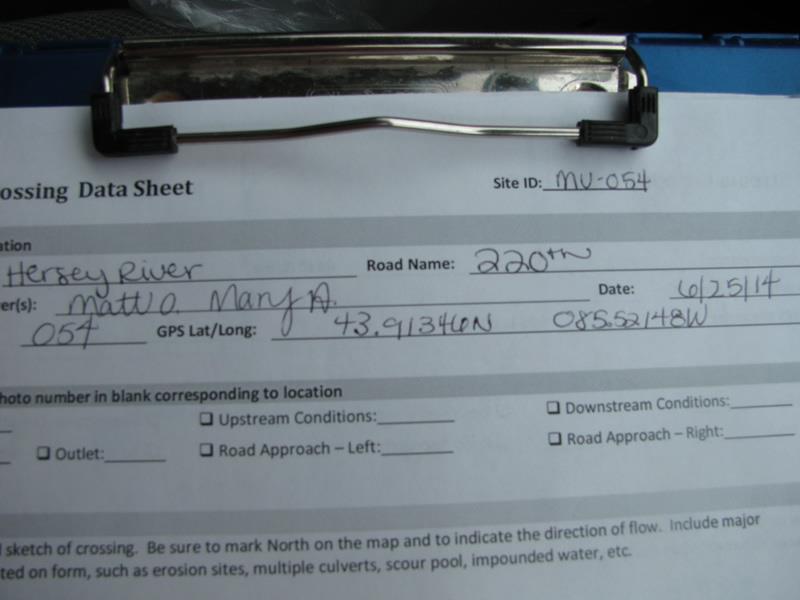 ossing Data Sheet Site ID: MU-054
ation
Hersey River Road Name: 220th
er(s): Matt O. Mary A. Date: 6/25/14
054 GPS Lat/Long: 43.91346N 085.52148W
hoto number in blank corresponding to location
☐ Upstream Conditions: ☐ Downstream Conditions:
☐ Outlet: ☐ Road Approach – Left: ☐ Road Approach – Right:
l sketch of crossing. Be sure to mark North on the map and to indicate the direction of flow. Include major
ted on form, such as erosion sites, multiple culverts, scour pool, impounded water, etc.